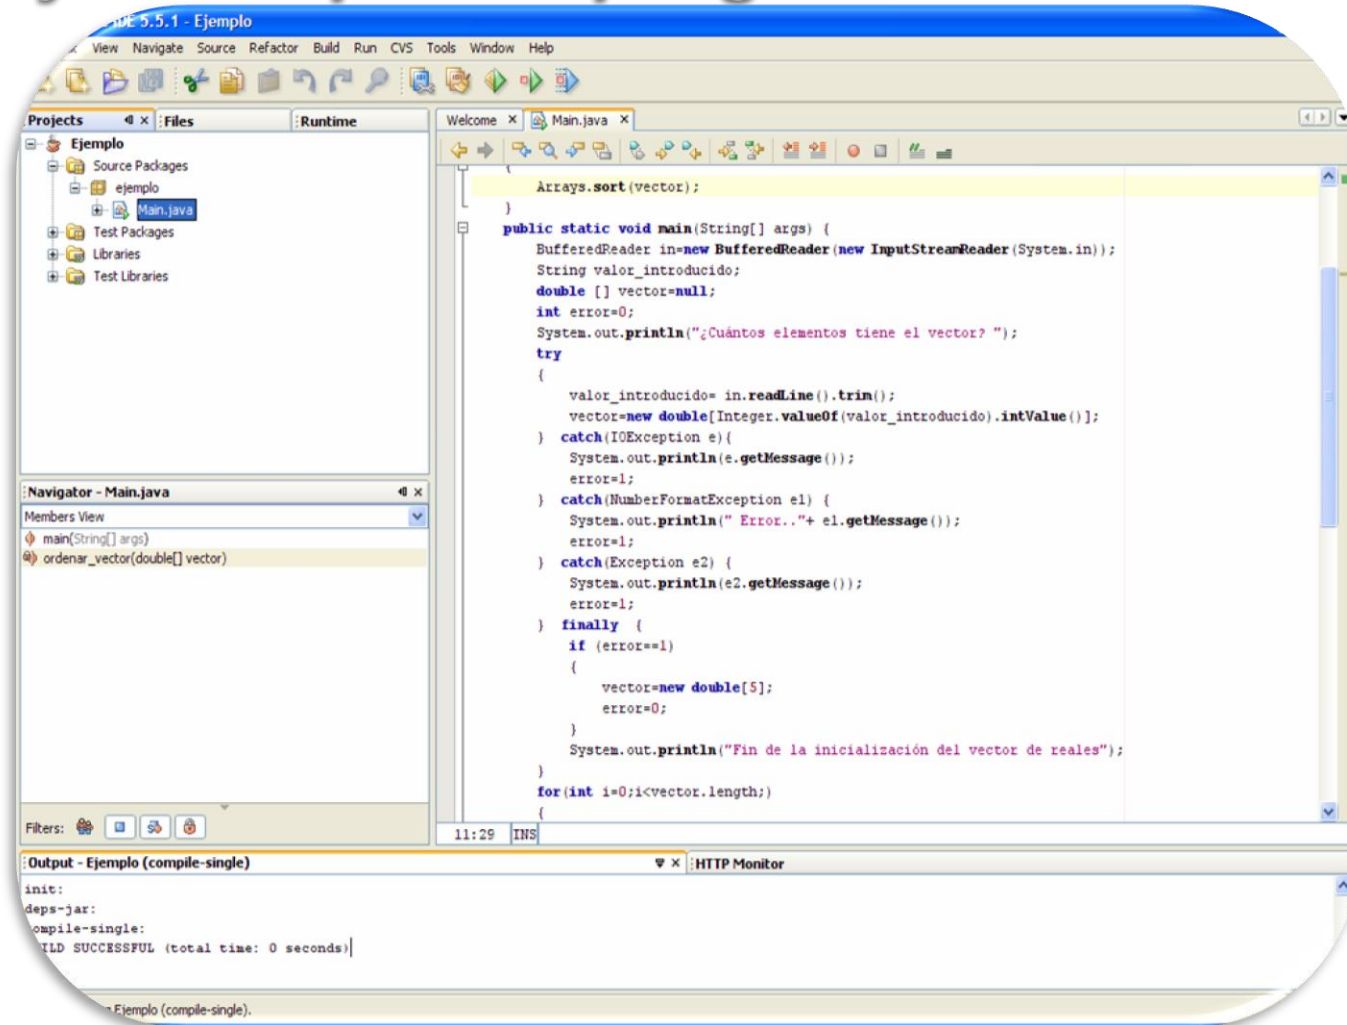 5.5.1 - Ejemplo
View Navigate Source Refactor Build Run CVS Tools Window Help
Projects Files Runtime
Welcome Main.java
Ejemplo
Source Packages
ejemplo
Main.java
Test Packages
Libraries
Test Libraries
{
Arrays.sort(vector);
}
public static void main(String[] args) {
BufferedReader in=new BufferedReader(new InputStreamReader(System.in));
String valor_introducido;
double [] vector=null;
int error=0;
System.out.println("¿Cuántos elementos tiene el vector? ");
try
{
valor_introducido= in.readLine().trim();
vector=new double[Integer.valueOf(valor_introducido).intValue()];
} catch(IOException e){
System.out.println(e.getMessage());
error=1;
} catch(NumberFormatException e1) {
System.out.println(" Error.."+ e1.getMessage());
error=1;
} catch(Exception e2) {
System.out.println(e2.getMessage());
error=1;
} finally {
if (error==1)
{
vector=new double[5];
error=0;
}
System.out.println("Fin de la inicialización del vector de reales");
}
for(int i=0;i<vector.length;)
{
11:29 INS
Navigator - Main.java
Members View
main(String[] args)
ordenar_vector(double[] vector)
Filters:
Output - Ejemplo (compile-single) HTTP Monitor
init:
deps-jar:
ompile-single:
ILD SUCCESSFUL (total time: 0 seconds)
Ejemplo (compile-single).